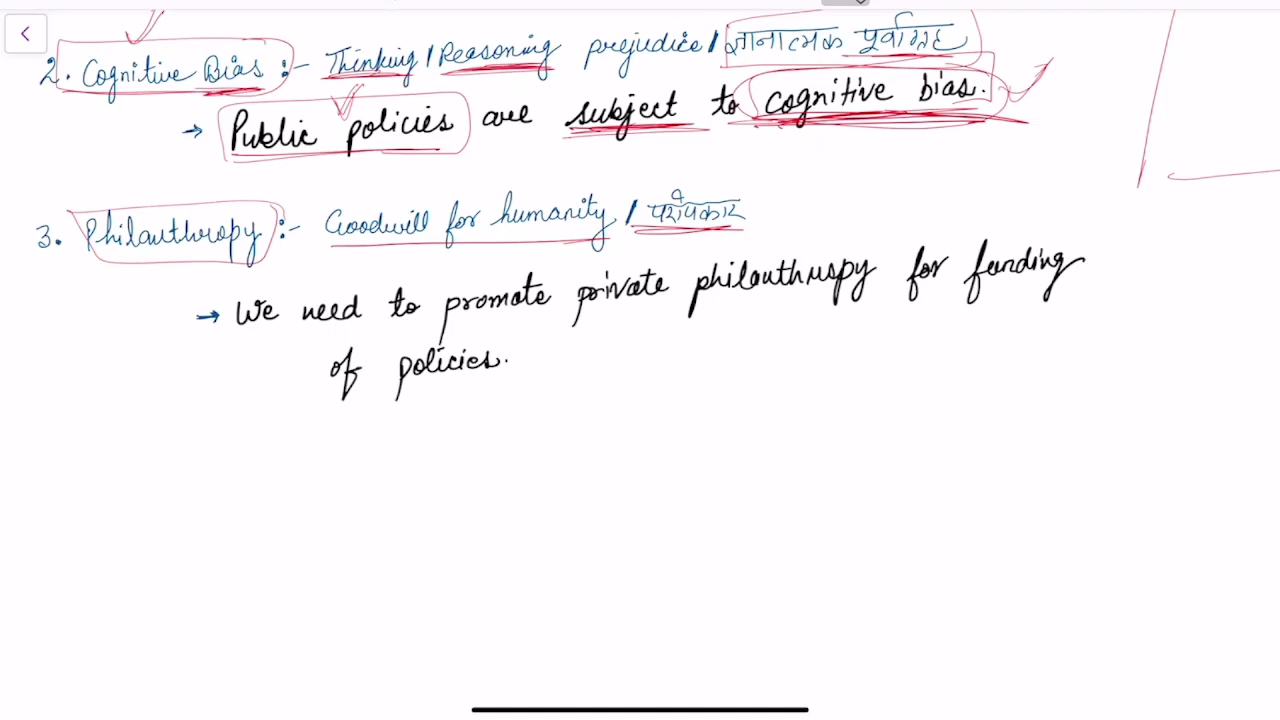 2. Cognitive Bias :- Thinking / Reasoning prejudice / ज्ञानात्मक पूर्वाग्रह
→ Public policies are subject to cognitive bias.
3. Philanthropy :- Goodwill for humanity / परोपकार
→ We need to promote private philanthropy for funding
of policies.